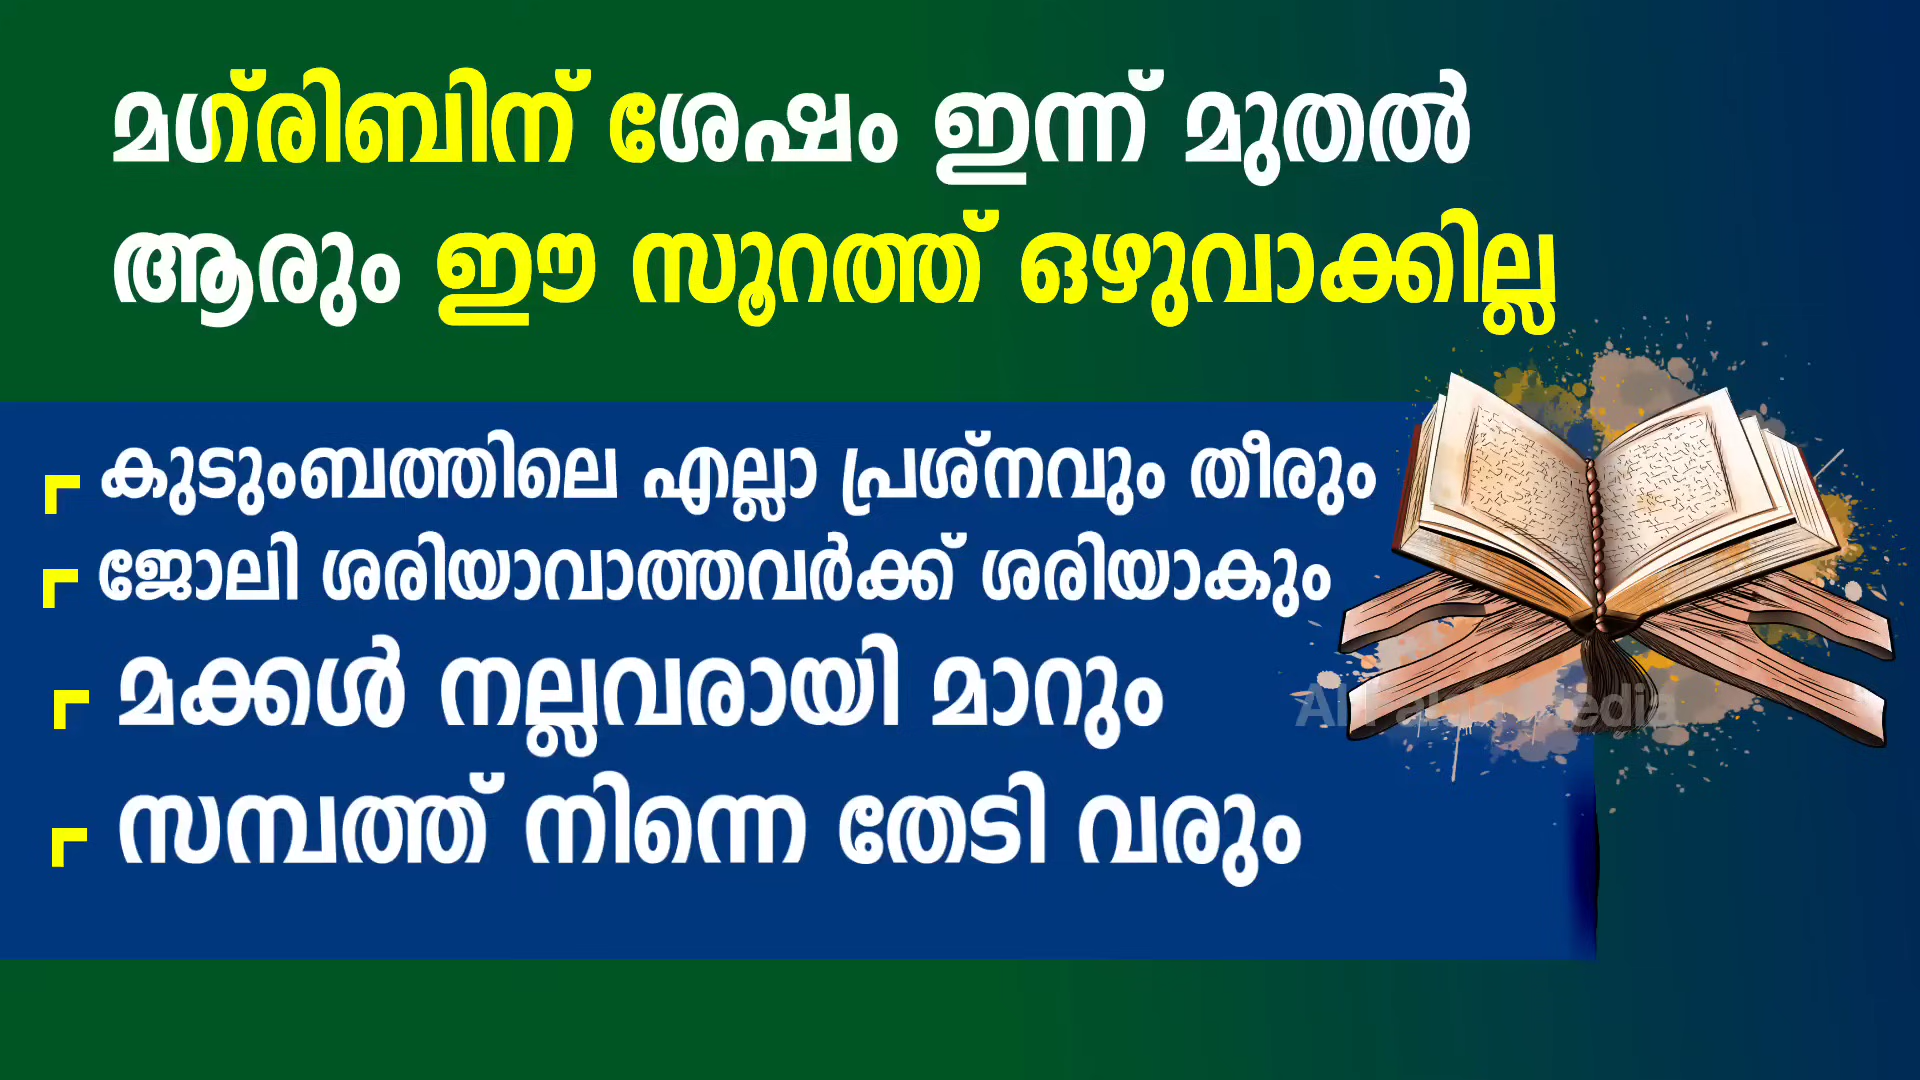 മഗ്‌രിബിന് ശേഷം ഇന്ന് മുതൽ
ആരും ഈ സൂറത്ത് ഒഴുവാക്കില്ല
കുടുംബത്തിലെ എല്ലാ പ്രശ്‌നവും തീരും
ജോലി ശരിയാവാത്തവർക്ക് ശരിയാകും
മക്കൾ നല്ലവരായി മാറും
സമ്പത്ത് നിന്നെ തേടി വരും